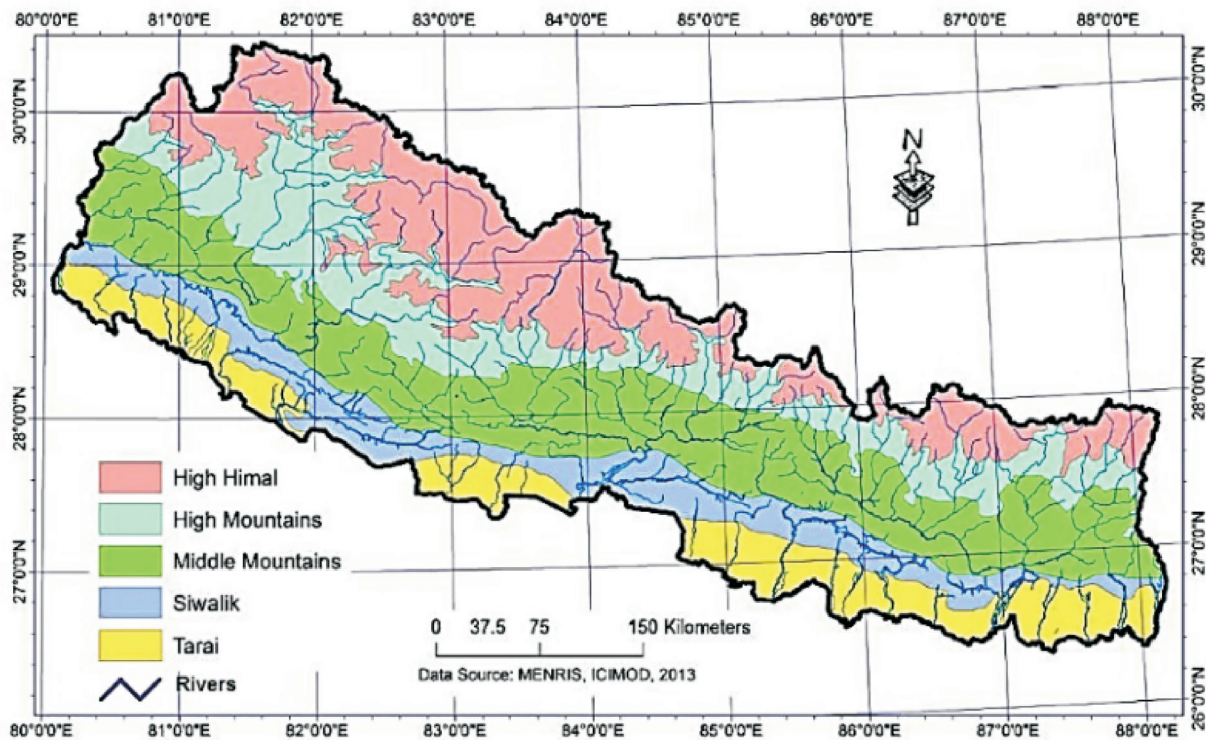 80°0'0"E 81°0'0"E 82°0'0"E 83°0'0"E 84°0'0"E 85°0'0"E 86°0'0"E 87°0'0"E 88°0'0"E
30°0'0"N
29°0'0"N
28°0'0"N
27°0'0"N
N
30°0'0"N
29°0'0"N
28°0'0"N
27°0'0"N
26°0'0"N
High Himal
High Mountains
Middle Mountains
Siwalik
Tarai
Rivers
0 37.5 75 150 Kilometers
Data Source: MENRIS, ICIMOD, 2013
80°0'0"E 81°0'0"E 82°0'0"E 83°0'0"E 84°0'0"E 85°0'0"E 86°0'0"E 87°0'0"E 88°0'0"E